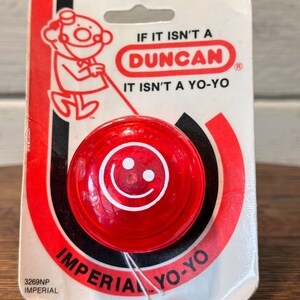 IF IT ISN'T A
DUNCAN®
IT ISN'T A YO-YO
IMPERIAL YO-YO
3269NP
IMPERIAL